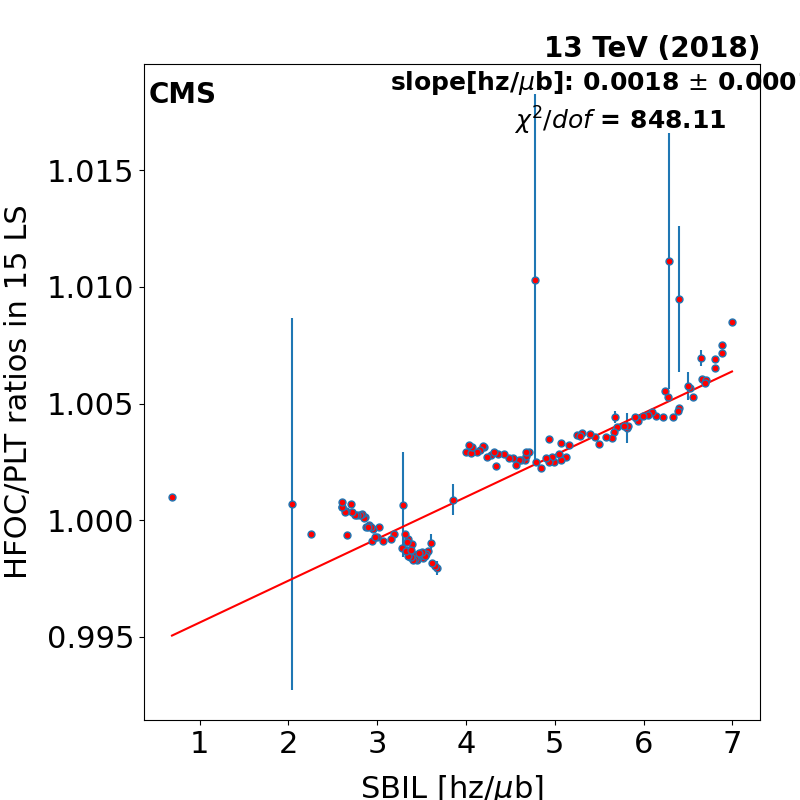 13 TeV (2018)
CMS
slope[hz/μb]: 0.0018 ± 0.000
χ²/dof = 848.11
HFOC/PLT ratios in 15 LS
1.015
1.010
1.005
1.000
0.995
1 2 3 4 5 6 7
SBIL [hz/μb]